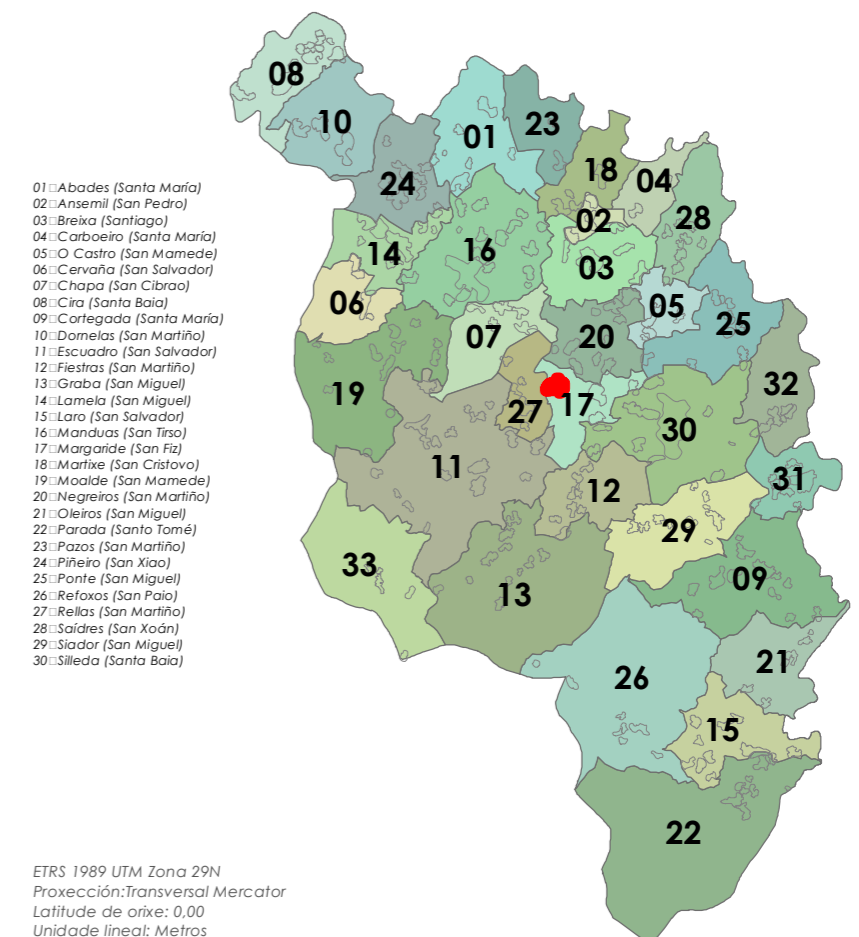 08
10
01
23
24
18
04
02
28
14
16
03
06
05
07
20
25
19
27
17
32
30
11
12
31
29
33
13
09
26
21
15
22
01□Abades (Santa María)
02□Ansemil (San Pedro)
03□Breixa (Santiago)
04□Carboeiro (Santa María)
05□O Castro (San Mamede)
06□Cervaña (San Salvador)
07□Chapa (San Cibrao)
08□Cira (Santa Baia)
09□Cortegada (Santa María)
10□Dornelas (San Martiño)
11□Escuadro (San Salvador)
12□Fiestras (San Martiño)
13□Graba (San Miguel)
14□Lamela (San Miguel)
15□Laro (San Salvador)
16□Manduas (San Tirso)
17□Margaride (San Fiz)
18□Martixe (San Cristovo)
19□Moalde (San Mamede)
20□Negreiros (San Martiño)
21□Oleiros (San Miguel)
22□Parada (Santo Tomé)
23□Pazos (San Martiño)
24□Piñeiro (San Xiao)
25□Ponte (San Miguel)
26□Refoxos (San Paio)
27□Rellas (San Martiño)
28□Saídres (San Xoán)
29□Siador (San Miguel)
30□Silleda (Santa Baia)
ETRS 1989 UTM Zona 29N
Proxección:Transversal Mercator
Latitude de orixe: 0,00
Unidade lineal: Metros